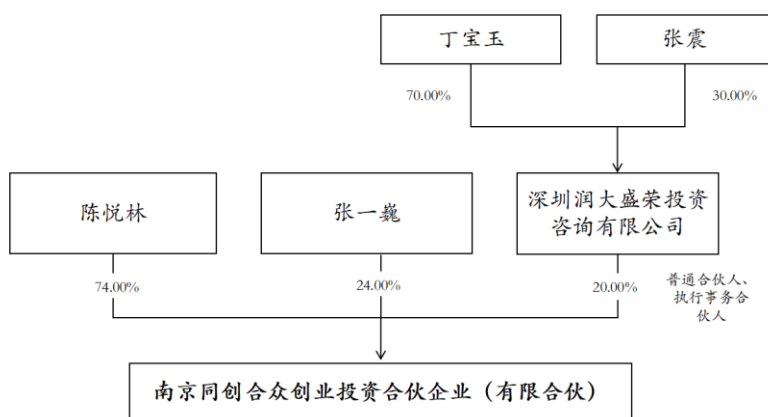 丁宝玉
张震
70.00%
30.00%
陈悦林
张一巍
深圳润大盛荣投资
咨询有限公司
74.00%
24.00%
20.00%
普通合伙人、
执行事务合
伙人
南京同创合众创业投资合伙企业（有限合伙）